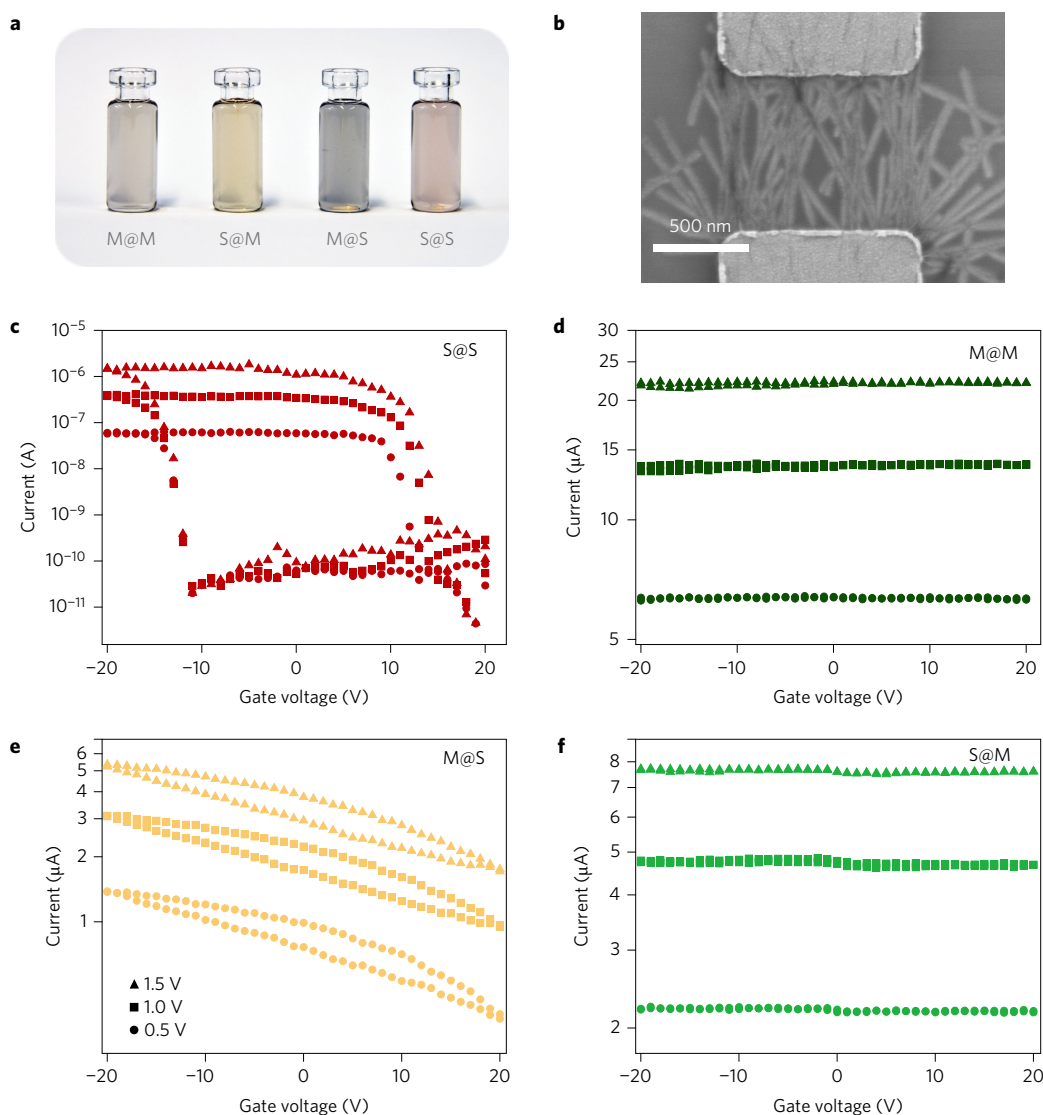 a
M@M S@M M@S S@S
b
500 nm
c
S@S
10⁻⁵
10⁻⁶
10⁻⁷
10⁻⁸
10⁻⁹
10⁻¹⁰
10⁻¹¹
Current (A)
−20 −10 0 10 20
Gate voltage (V)
d
M@M
30
25
20
15
10
5
Current (μA)
−20 −10 0 10 20
Gate voltage (V)
e
M@S
6
5
4
3
2
1
Current (μA)
1.5 V
1.0 V
0.5 V
−20 −10 0 10 20
Gate voltage (V)
f
S@M
8
7
6
5
4
3
2
Current (μA)
−20 −10 0 10 20
Gate voltage (V)